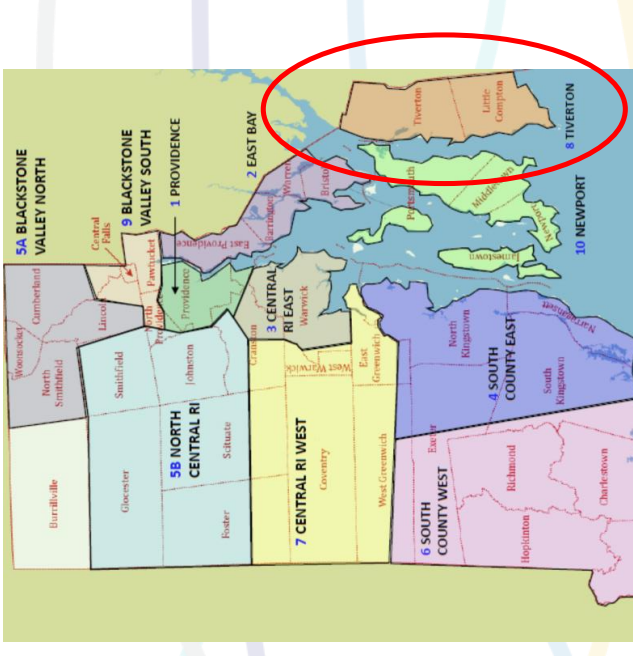 5A BLACKSTONE
VALLEY NORTH
9 BLACKSTONE
VALLEY SOUTH
1 PROVIDENCE
2 EAST BAY
8 TIVERTON
10 NEWPORT
3 CENTRAL
RI EAST
4 SOUTH
COUNTY EAST
5B NORTH
CENTRAL RI
7 CENTRAL RI WEST
6 SOUTH
COUNTY WEST
Woonsocket
Cumberland
North
Smithfield
Burrillville
Central
Falls
Lincoln
Pawtucket
North
Providence
Providence
Smithfield
Johnston
Glocester
Scituate
Foster
East Providence
Barrington
Warren
Bristol
Cranston
Warwick
West Warwick
East
Greenwich
Coventry
West Greenwich
Tiverton
Little
Compton
Portsmouth
Middletown
Newport
Jamestown
North
Kingstown
Narragansett
South
Kingstown
Exeter
Richmond
Hopkinton
Charlestown